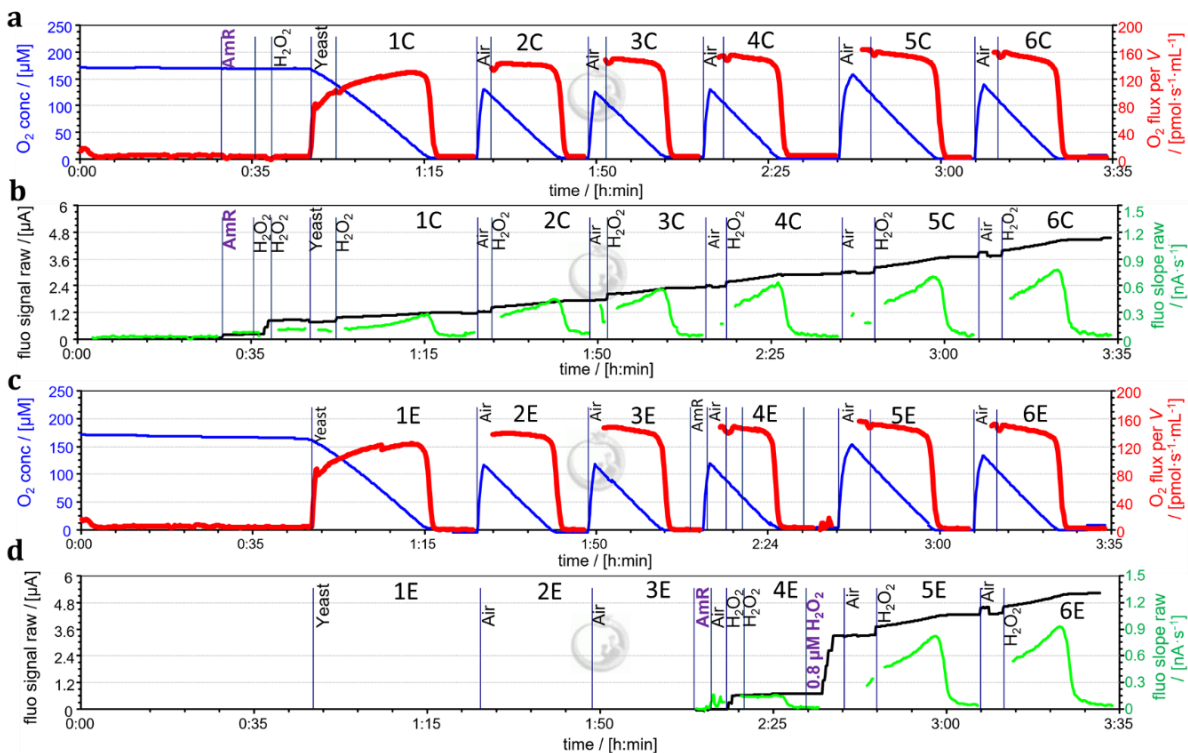 a
250
200
150
100
50
0
O₂ conc / [µM]
AmR
H₂O₂
Yeast
1C
Air
2C
Air
3C
Air
4C
Air
5C
Air
6C
200
160
120
80
40
0
O₂ flux per V
/ [pmol·s⁻¹·mL⁻¹]
0:00 0:35 1:15 1:50 2:25 3:00 3:35
time / [h:min]
b
6
4.8
3.6
2.4
1.2
0
fluo signal raw / [µA]
AmR
H₂O₂
H₂O₂
Yeast
H₂O₂
1C
Air
H₂O₂
2C
Air
H₂O₂
3C
Air
H₂O₂
4C
Air
H₂O₂
5C
Air
H₂O₂
6C
1.5
1.2
0.9
0.6
0.3
0
fluo slope raw
/ [nA·s⁻¹]
0:00 0:35 1:15 1:50 2:25 3:00 3:35
time / [h:min]
c
250
200
150
100
50
0
O₂ conc / [µM]
Yeast
1E
Air
2E
Air
3E
AmR
Air
4E
Air
5E
Air
6E
200
160
120
80
40
0
O₂ flux per V
/ [pmol·s⁻¹·mL⁻¹]
0:00 0:35 1:15 1:50 2:24 3:00 3:35
time / [h:min]
d
6
4.8
3.6
2.4
1.2
0
fluo signal raw / [µA]
Yeast
1E
Air
2E
Air
3E
AmR
Air
H₂O₂
H₂O₂
4E
0.8 µM H₂O₂
Air
H₂O₂
5E
Air
H₂O₂
6E
1.5
1.2
0.9
0.6
0.3
0
fluo slope raw
/ [nA·s⁻¹]
0:00 0:35 1:15 1:50 2:25 3:00 3:35
time / [h:min]